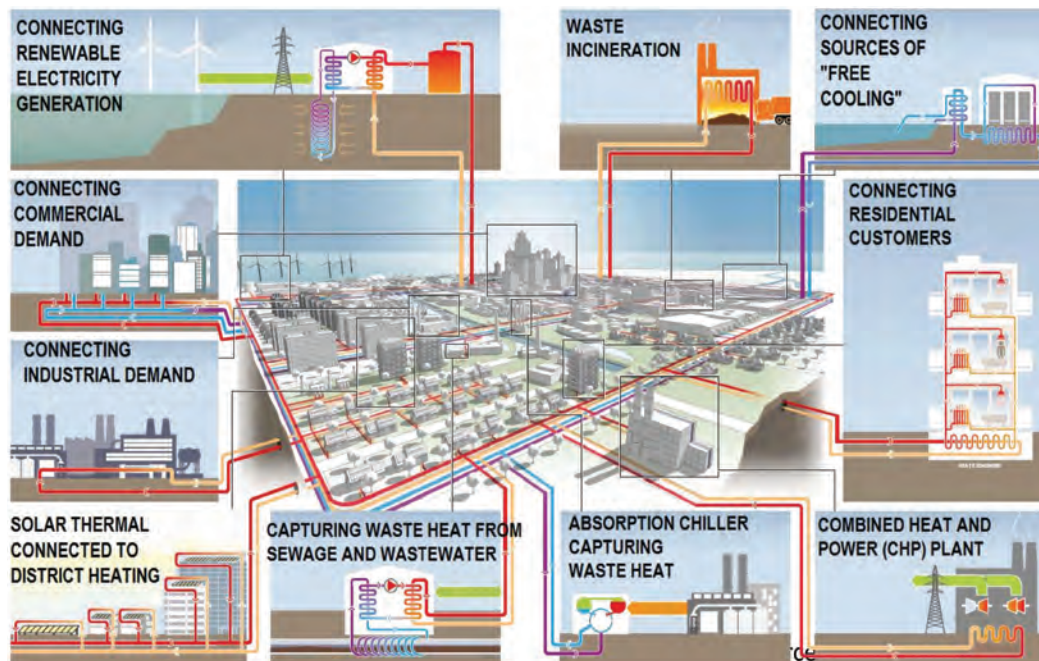 CONNECTING
RENEWABLE
ELECTRICITY
GENERATION
WASTE
INCINERATION
CONNECTING
SOURCES OF
"FREE
COOLING"
CONNECTING
COMMERCIAL
DEMAND
CONNECTING
RESIDENTIAL
CUSTOMERS
CONNECTING
INDUSTRIAL DEMAND
SOLAR THERMAL
CONNECTED TO
DISTRICT HEATING
CAPTURING WASTE HEAT FROM
SEWAGE AND WASTEWATER
ABSORPTION CHILLER
CAPTURING
WASTE HEAT
COMBINED HEAT AND
POWER (CHP) PLANT